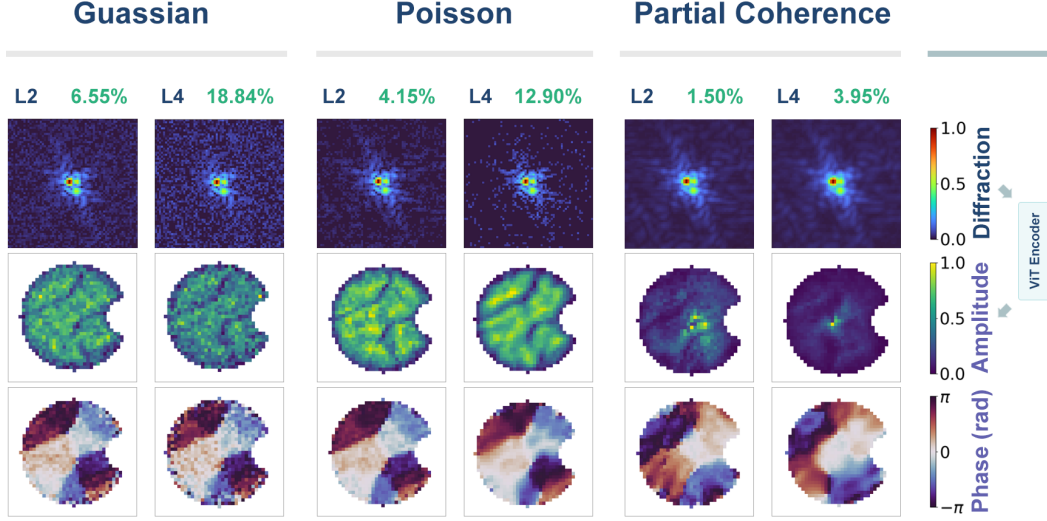 Guassian Poisson Partial Coherence
L2 6.55% L4 18.84% L2 4.15% L4 12.90% L2 1.50% L4 3.95%
1.0
0.5
0.0
Diffraction
1.0
0.5
0.0
Amplitude
π
0
−π
Phase (rad)
ViT Encoder